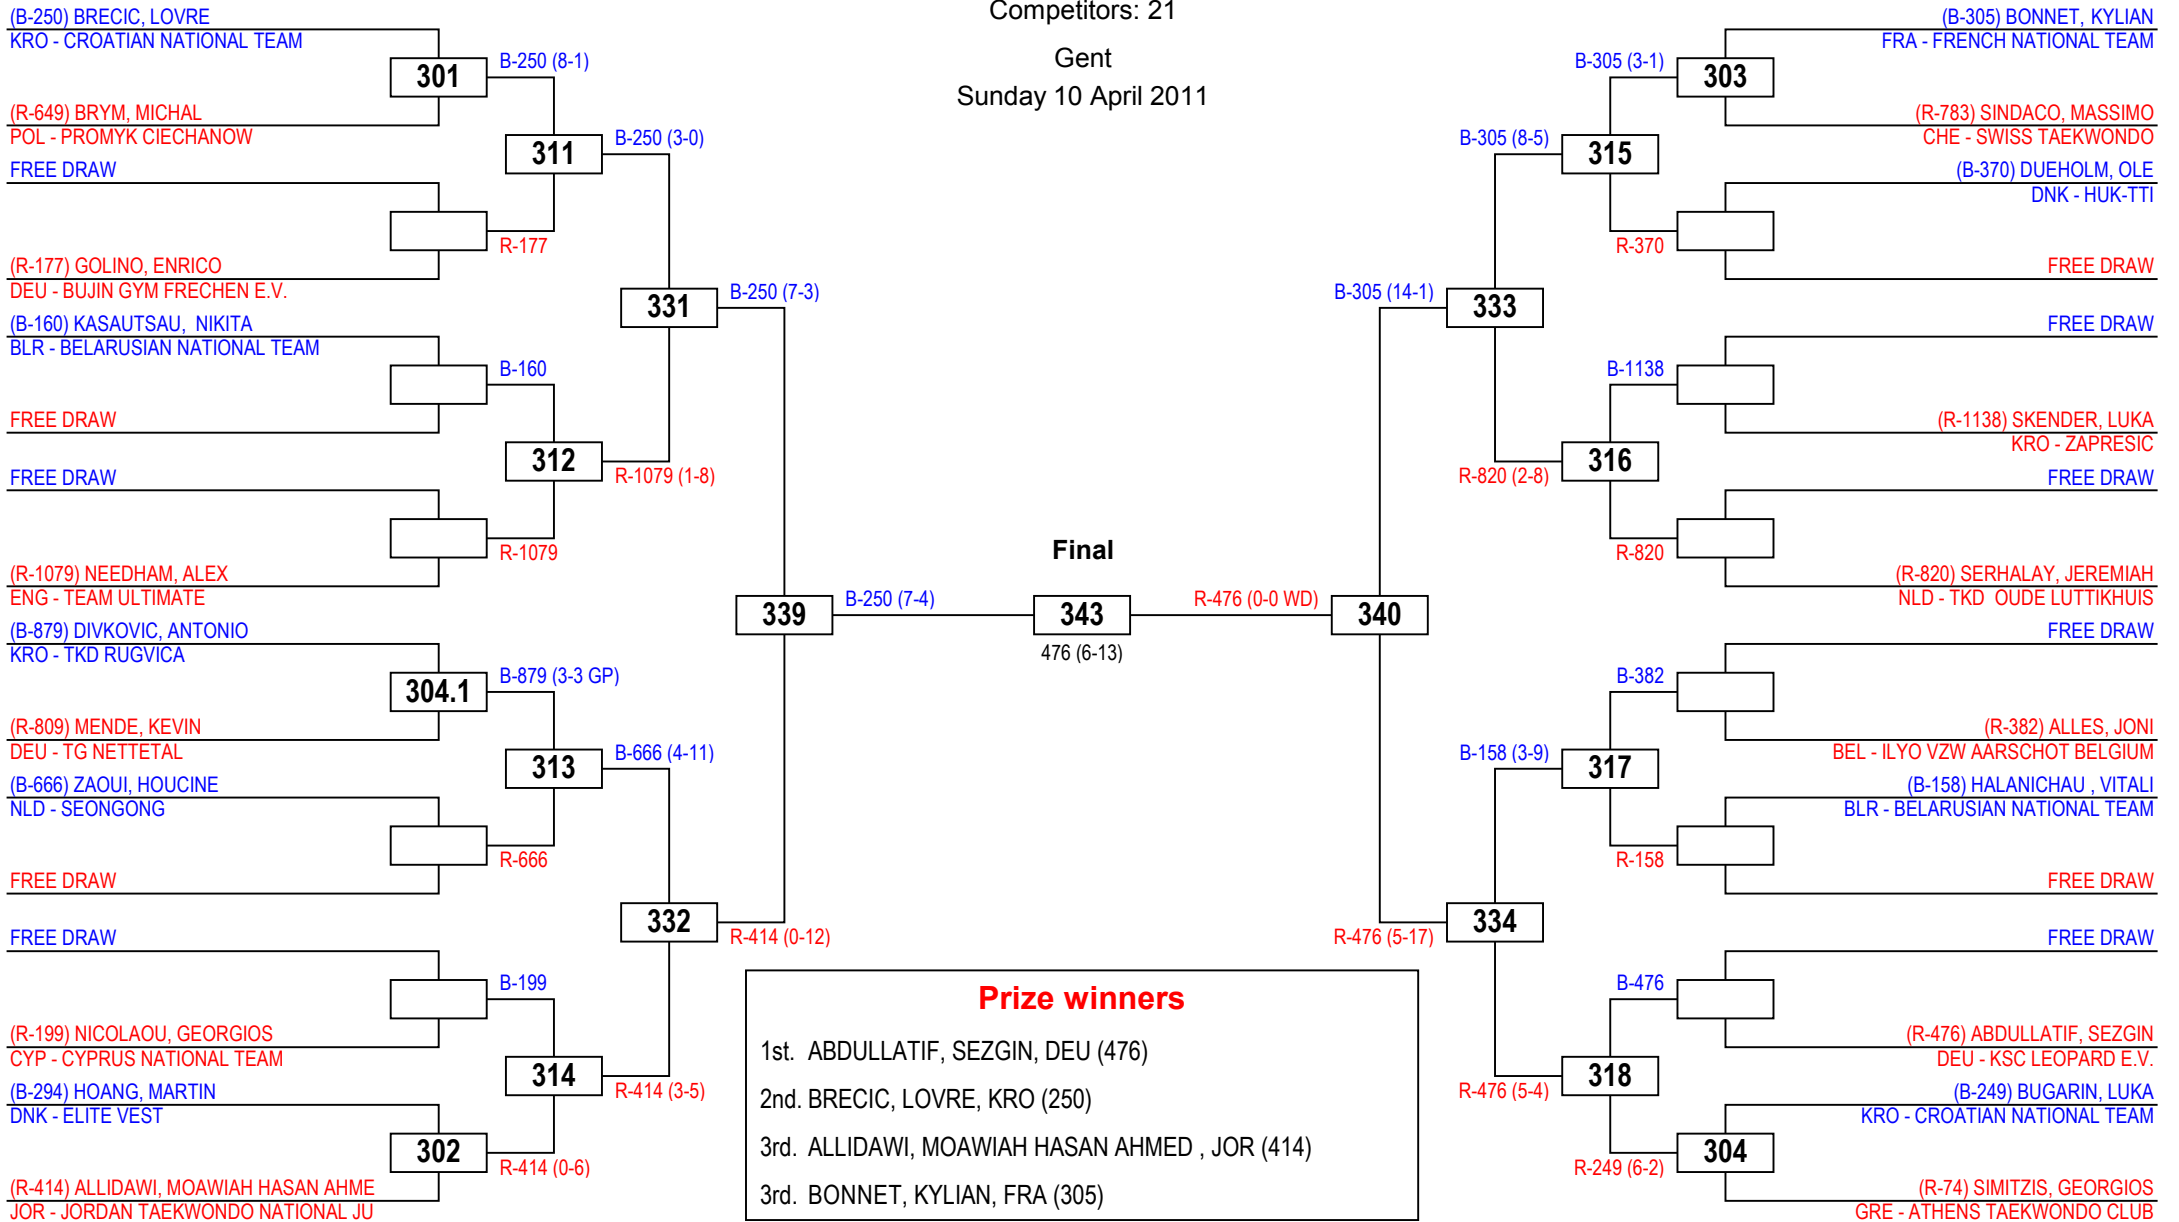 Competitors: 21
Gent
Sunday 10 April 2011
(B-250) BRECIC, LOVRE
KRO - CROATIAN NATIONAL TEAM
301
B-250 (8-1)
(R-649) BRYM, MICHAL
POL - PROMYK CIECHANOW
311
B-250 (3-0)
FREE DRAW
R-177
(R-177) GOLINO, ENRICO
DEU - BUJIN GYM FRECHEN E.V.
331
B-250 (7-3)
(B-160) KASAUTSAU, NIKITA
BLR - BELARUSIAN NATIONAL TEAM
B-160
FREE DRAW
312
R-1079 (1-8)
FREE DRAW
R-1079
(R-1079) NEEDHAM, ALEX
ENG - TEAM ULTIMATE
339
B-250 (7-4)
(B-879) DIVKOVIC, ANTONIO
KRO - TKD RUGVICA
304.1
B-879 (3-3 GP)
(R-809) MENDE, KEVIN
DEU - TG NETTETAL
313
B-666 (4-11)
(B-666) ZAOUI, HOUCINE
NLD - SEONGONG
R-666
FREE DRAW
332
R-414 (0-12)
FREE DRAW
B-199
(R-199) NICOLAOU, GEORGIOS
CYP - CYPRUS NATIONAL TEAM
314
R-414 (3-5)
(B-294) HOANG, MARTIN
DNK - ELITE VEST
302
R-414 (0-6)
(R-414) ALLIDAWI, MOAWIAH HASAN AHME
JOR - JORDAN TAEKWONDO NATIONAL JU
Final
343
476 (6-13)
(B-305) BONNET, KYLIAN
FRA - FRENCH NATIONAL TEAM
B-305 (3-1)
303
(R-783) SINDACO, MASSIMO
CHE - SWISS TAEKWONDO
B-305 (8-5)
315
(B-370) DUEHOLM, OLE
DNK - HUK-TTI
R-370
FREE DRAW
B-305 (14-1)
333
FREE DRAW
B-1138
(R-1138) SKENDER, LUKA
KRO - ZAPRESIC
R-820 (2-8)
316
FREE DRAW
R-820
(R-820) SERHALAY, JEREMIAH
NLD - TKD  OUDE LUTTIKHUIS
R-476 (0-0 WD)
340
FREE DRAW
B-382
(R-382) ALLES, JONI
BEL - ILYO VZW AARSCHOT BELGIUM
B-158 (3-9)
317
(B-158) HALANICHAU , VITALI
BLR - BELARUSIAN NATIONAL TEAM
R-158
FREE DRAW
R-476 (5-17)
334
FREE DRAW
B-476
(R-476) ABDULLATIF, SEZGIN
DEU - KSC LEOPARD E.V.
R-476 (5-4)
318
(B-249) BUGARIN, LUKA
KRO - CROATIAN NATIONAL TEAM
R-249 (6-2)
304
(R-74) SIMITZIS, GEORGIOS
GRE - ATHENS TAEKWONDO CLUB
Prize winners
1st. ABDULLATIF, SEZGIN, DEU (476)
2nd. BRECIC, LOVRE, KRO (250)
3rd. ALLIDAWI, MOAWIAH HASAN AHMED , JOR (414)
3rd. BONNET, KYLIAN, FRA (305)